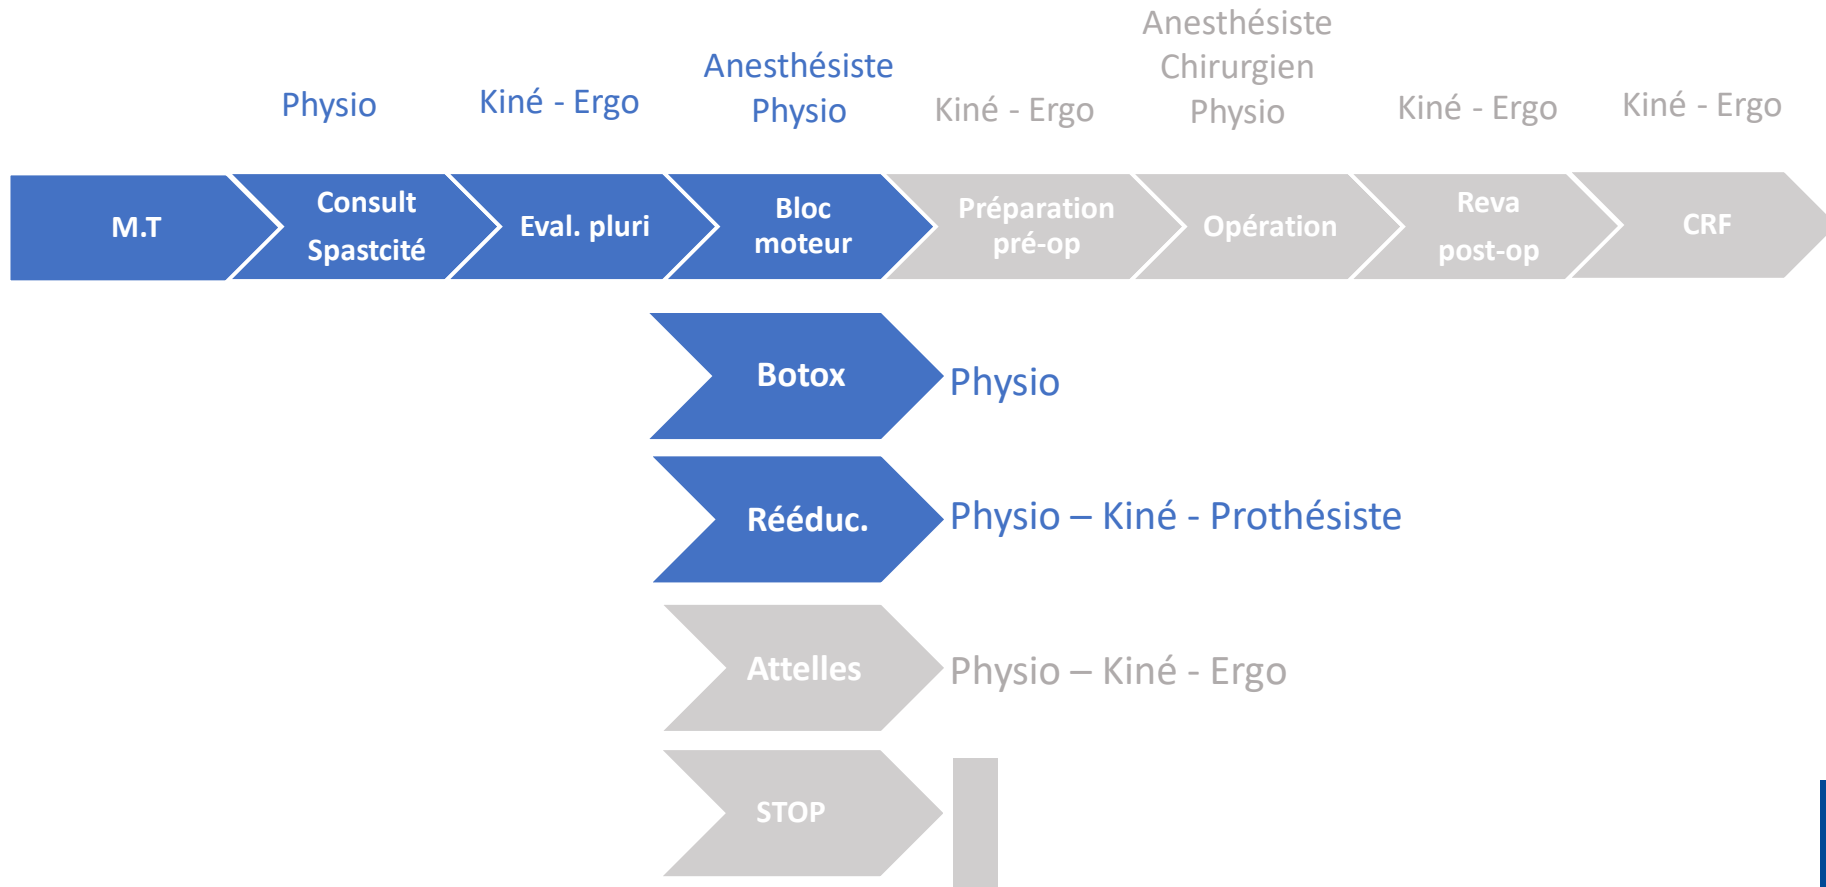 Physio
Kiné - Ergo
Anesthésiste
Physio
Kiné - Ergo
Anesthésiste
Chirurgien
Physio
Kiné - Ergo
Kiné - Ergo
M.T
Consult
Spastcité
Eval. pluri
Bloc
moteur
Préparation
pré-op
Opération
Reva
post-op
CRF
Botox
Physio
Rééduc.
Physio – Kiné - Prothésiste
Attelles
Physio – Kiné - Ergo
STOP